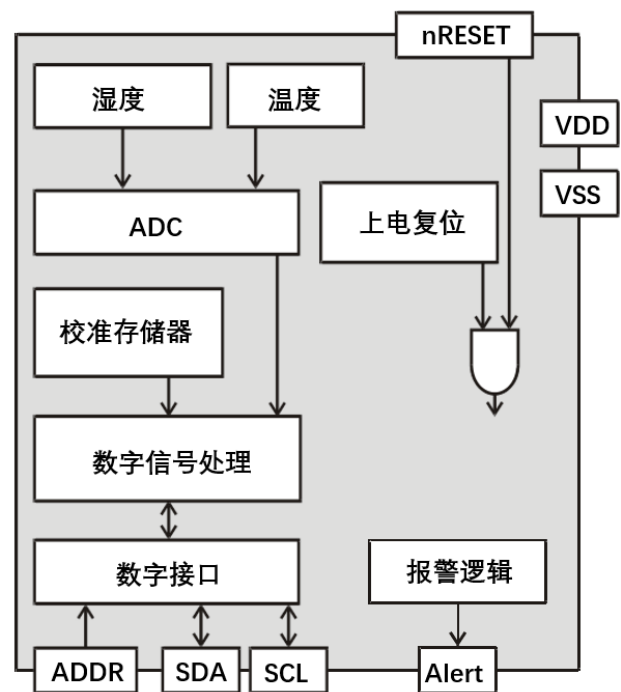 nRESET
湿度
温度
VDD
VSS
ADC
上电复位
校准存储器
数字信号处理
数字接口
报警逻辑
ADDR
SDA
SCL
Alert